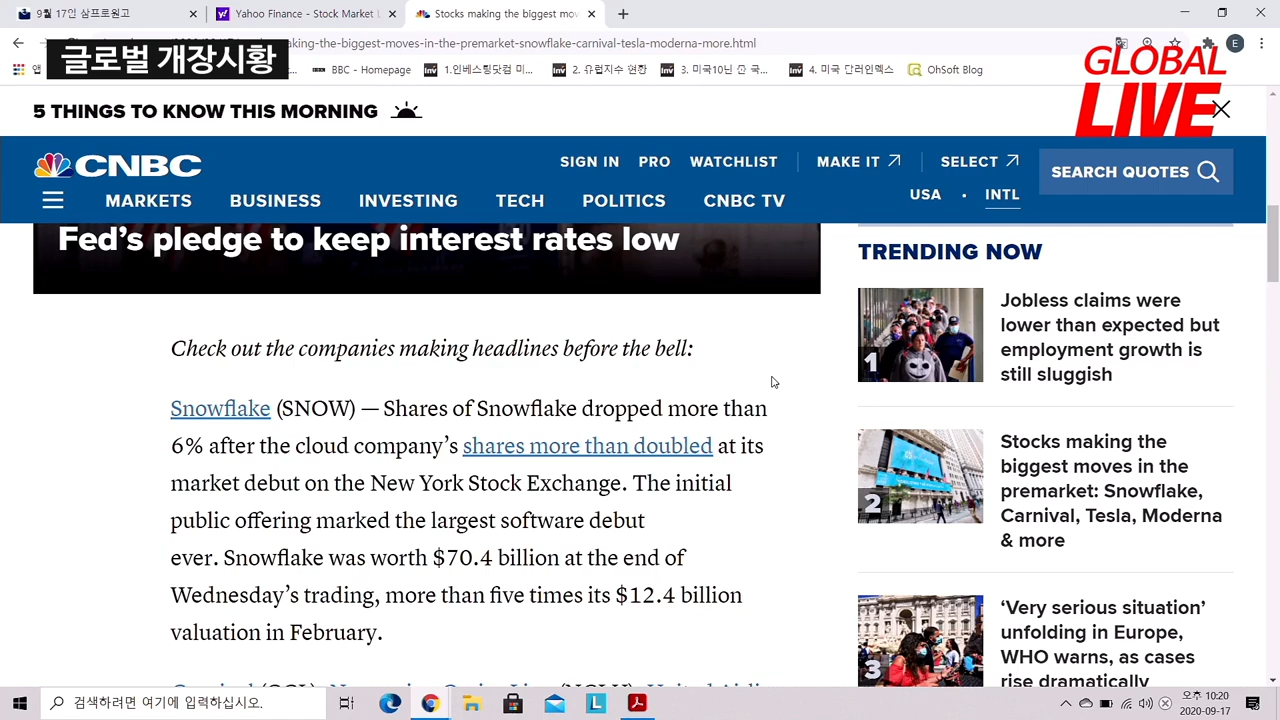 9월 17일 삼프로원고
Yahoo Finance - Stock Market L
Stocks making the biggest mov
making-the-biggest-moves-in-the-premarket-snowflake-carnival-tesla-moderna-more.html
글로벌 개장시황
앱
BBC - Homepage
1.인베스팅닷컴 미...
2. 유럽지수 현황
3. 미국10년 선 국...
4. 미국 달러인덱스
OhSoft Blog
GLOBAL
LIVE
5 THINGS TO KNOW THIS MORNING
CNBC
SIGN IN PRO WATCHLIST MAKE IT SELECT
SEARCH QUOTES
USA • INTL
MARKETS BUSINESS INVESTING TECH POLITICS CNBC TV
Fed’s pledge to keep interest rates low
Check out the companies making headlines before the bell:
Snowflake (SNOW) — Shares of Snowflake dropped more than
6% after the cloud company’s shares more than doubled at its
market debut on the New York Stock Exchange. The initial
public offering marked the largest software debut
ever. Snowflake was worth $70.4 billion at the end of
Wednesday’s trading, more than five times its $12.4 billion
valuation in February.
TRENDING NOW
1
Jobless claims were
lower than expected but
employment growth is
still sluggish
2
Stocks making the
biggest moves in the
premarket: Snowflake,
Carnival, Tesla, Moderna
& more
3
‘Very serious situation’
unfolding in Europe,
WHO warns, as cases
rise dramatically
검색하려면 여기에 입력하십시오.
오후 10:20
2020-09-17